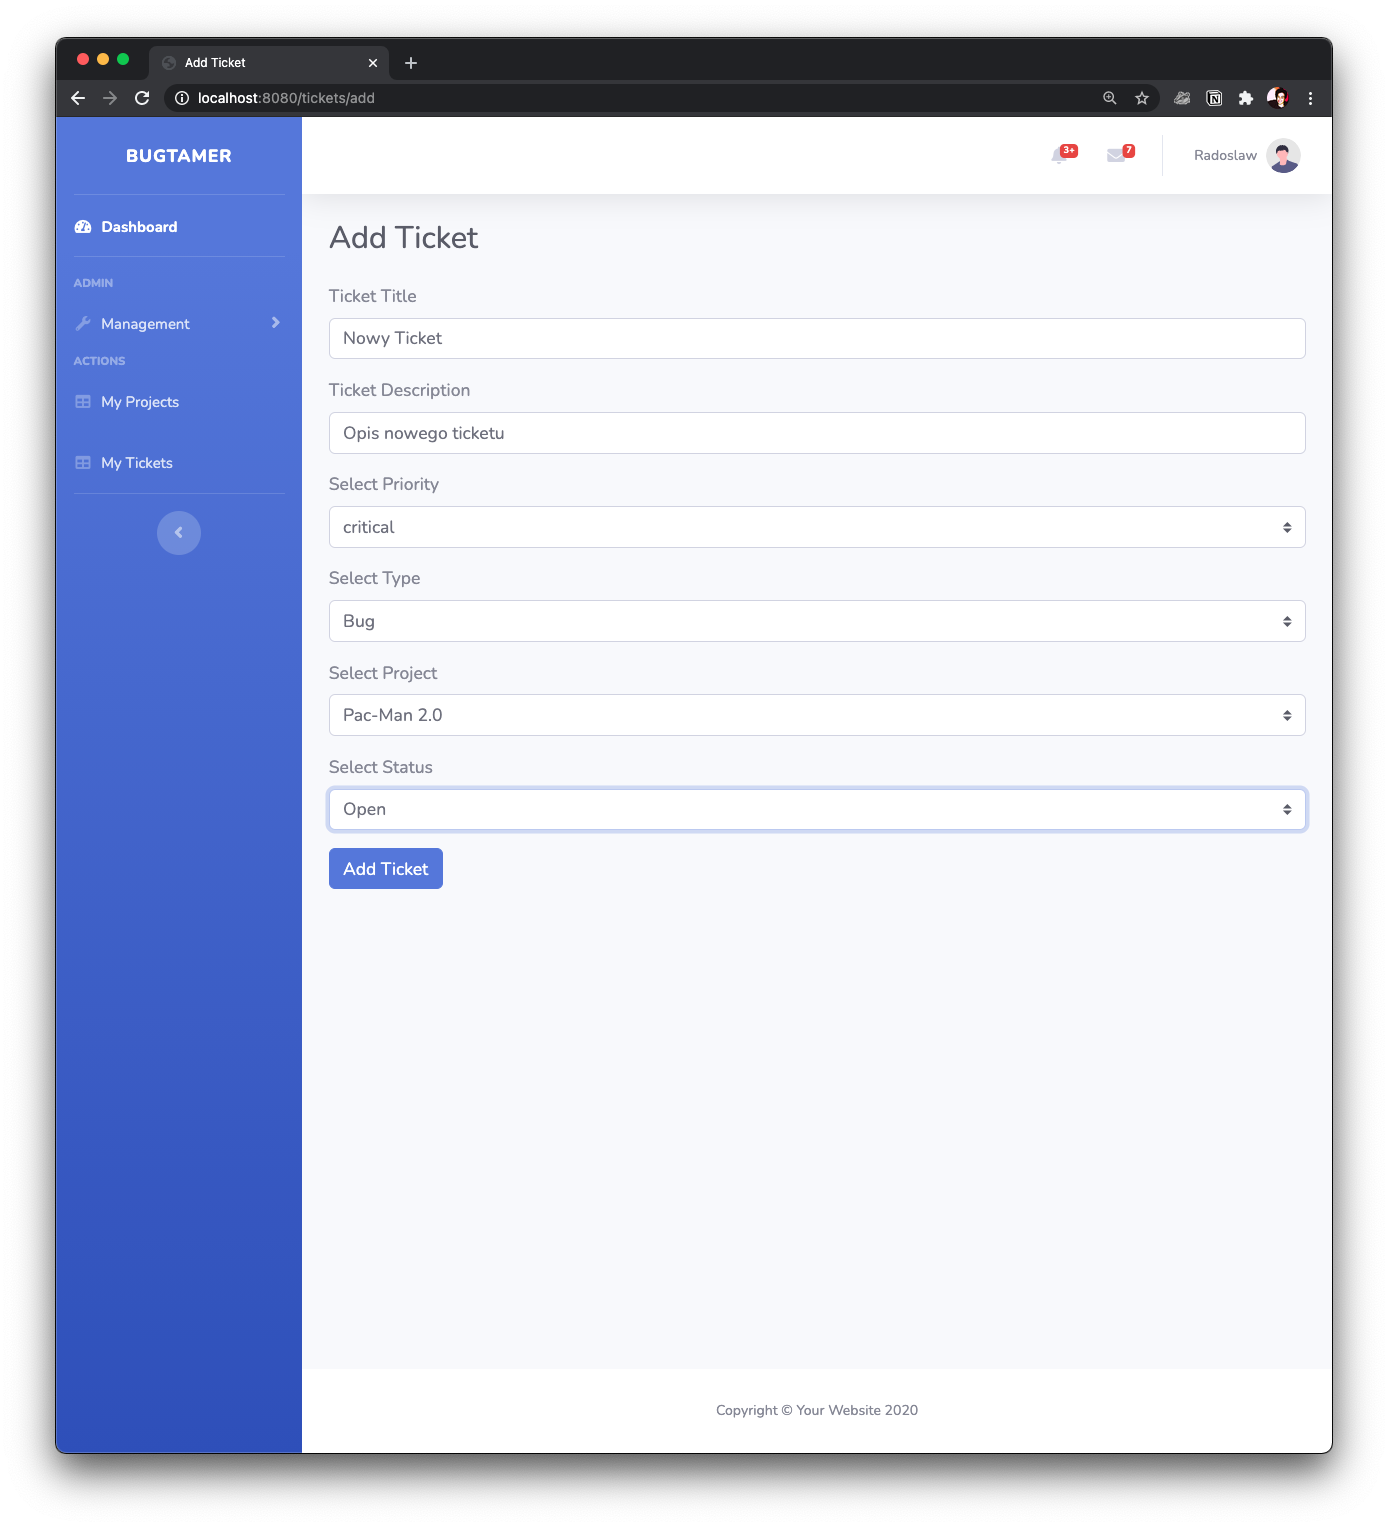 Add Ticket
localhost:8080/tickets/add
BUGTAMER
3+
7
Radoslaw
Dashboard
ADMIN
Management
ACTIONS
My Projects
My Tickets
Add Ticket
Ticket Title
Nowy Ticket
Ticket Description
Opis nowego ticketu
Select Priority
critical
Select Type
Bug
Select Project
Pac-Man 2.0
Select Status
Open
Add Ticket
Copyright © Your Website 2020